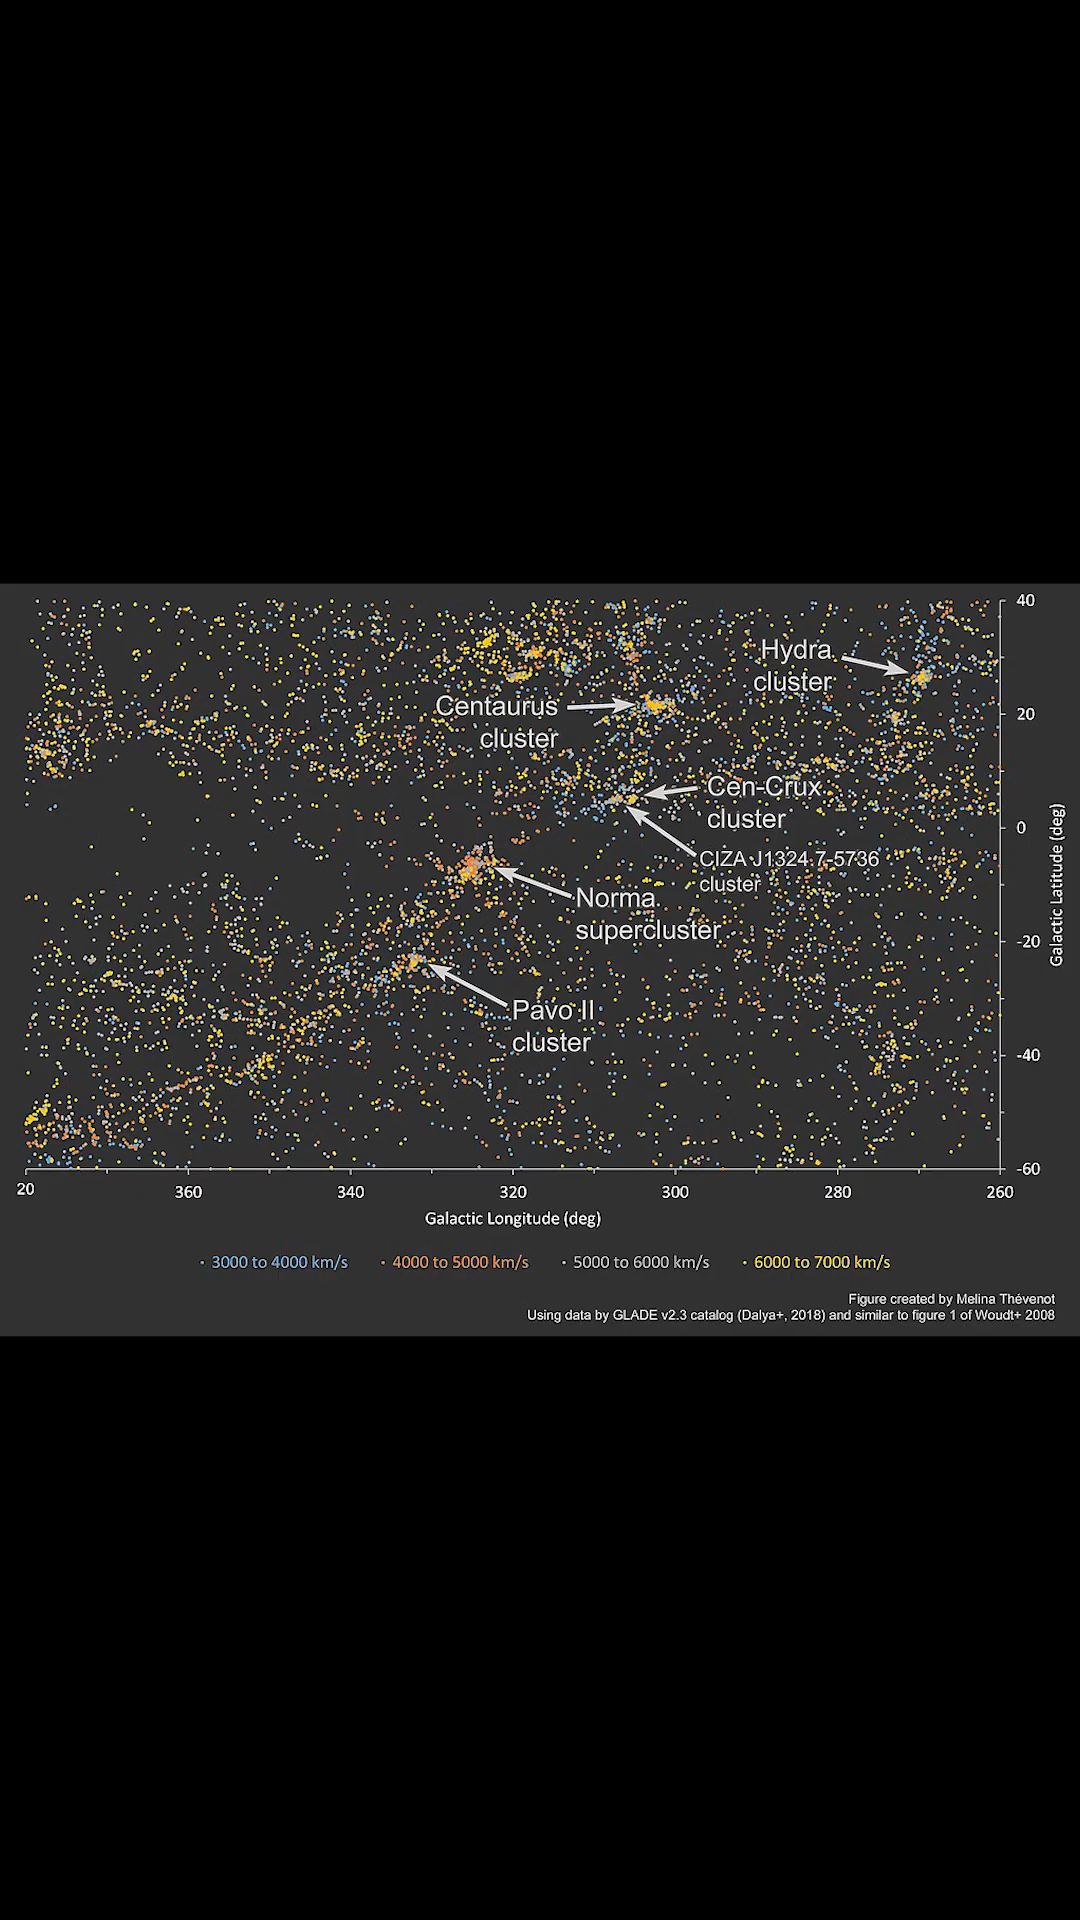 40
Hydra
cluster
Centaurus
cluster
20
Cen-Crux
cluster
0
CIZA J1324.7-5736
cluster
Norma
supercluster
-20
Pavo II
cluster
-40
-60
Galactic Latitude (deg)
20
360
340
320
300
280
260
Galactic Longitude (deg)
3000 to 4000 km/s
4000 to 5000 km/s
5000 to 6000 km/s
6000 to 7000 km/s
Figure created by Melina Thévenot
Using data by GLADE v2.3 catalog (Dalya+, 2018) and similar to figure 1 of Woudt+ 2008